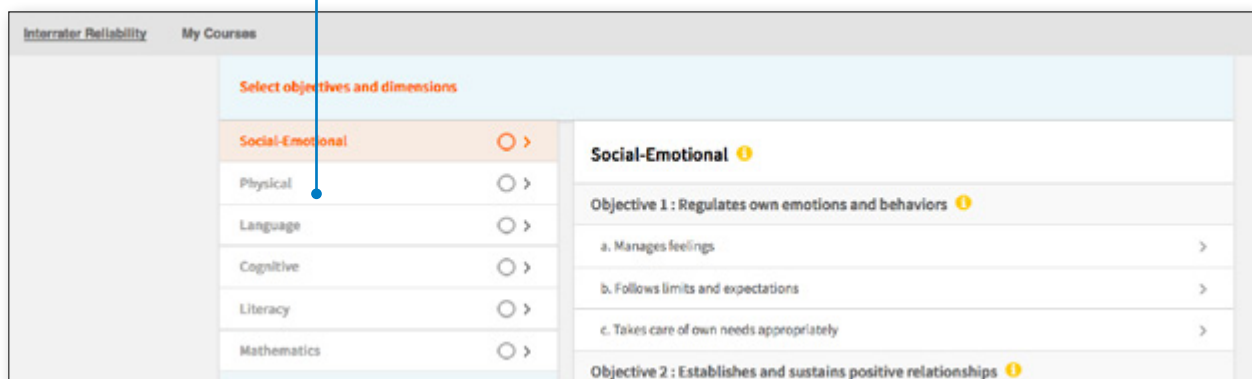 Interrater Reliability My Courses
Select objectives and dimensions
Social-Emotional
Physical
Language
Cognitive
Literacy
Mathematics
Social-Emotional
Objective 1 : Regulates own emotions and behaviors
a. Manages feelings
b. Follows limits and expectations
c. Takes care of own needs appropriately
Objective 2 : Establishes and sustains positive relationships